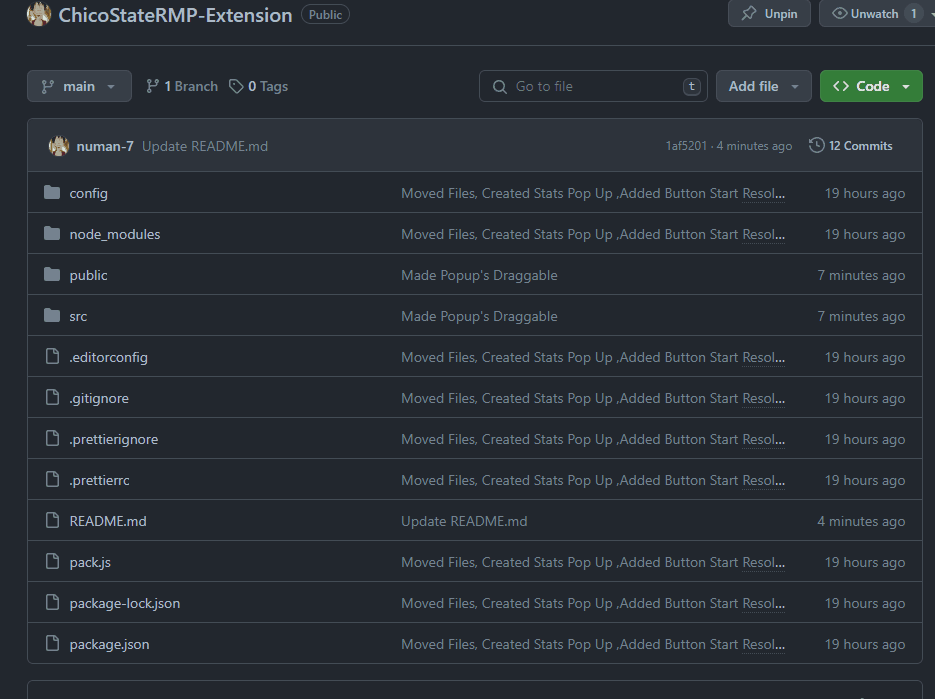 ChicoStateRMP-Extension Public Unpin Unwatch 1
main 1 Branch 0 Tags Go to file t Add file <> Code
numan-7 Update README.md 1af5201 · 4 minutes ago 12 Commits
config Moved Files, Created Stats Pop Up ,Added Button Start Resol... 19 hours ago
node_modules Moved Files, Created Stats Pop Up ,Added Button Start Resol... 19 hours ago
public Made Popup's Draggable 7 minutes ago
src Made Popup's Draggable 7 minutes ago
.editorconfig Moved Files, Created Stats Pop Up ,Added Button Start Resol... 19 hours ago
.gitignore Moved Files, Created Stats Pop Up ,Added Button Start Resol... 19 hours ago
.prettierignore Moved Files, Created Stats Pop Up ,Added Button Start Resol... 19 hours ago
.prettierrc Moved Files, Created Stats Pop Up ,Added Button Start Resol... 19 hours ago
README.md Update README.md 4 minutes ago
pack.js Moved Files, Created Stats Pop Up ,Added Button Start Resol... 19 hours ago
package-lock.json Moved Files, Created Stats Pop Up ,Added Button Start Resol... 19 hours ago
package.json Moved Files, Created Stats Pop Up ,Added Button Start Resol... 19 hours ago